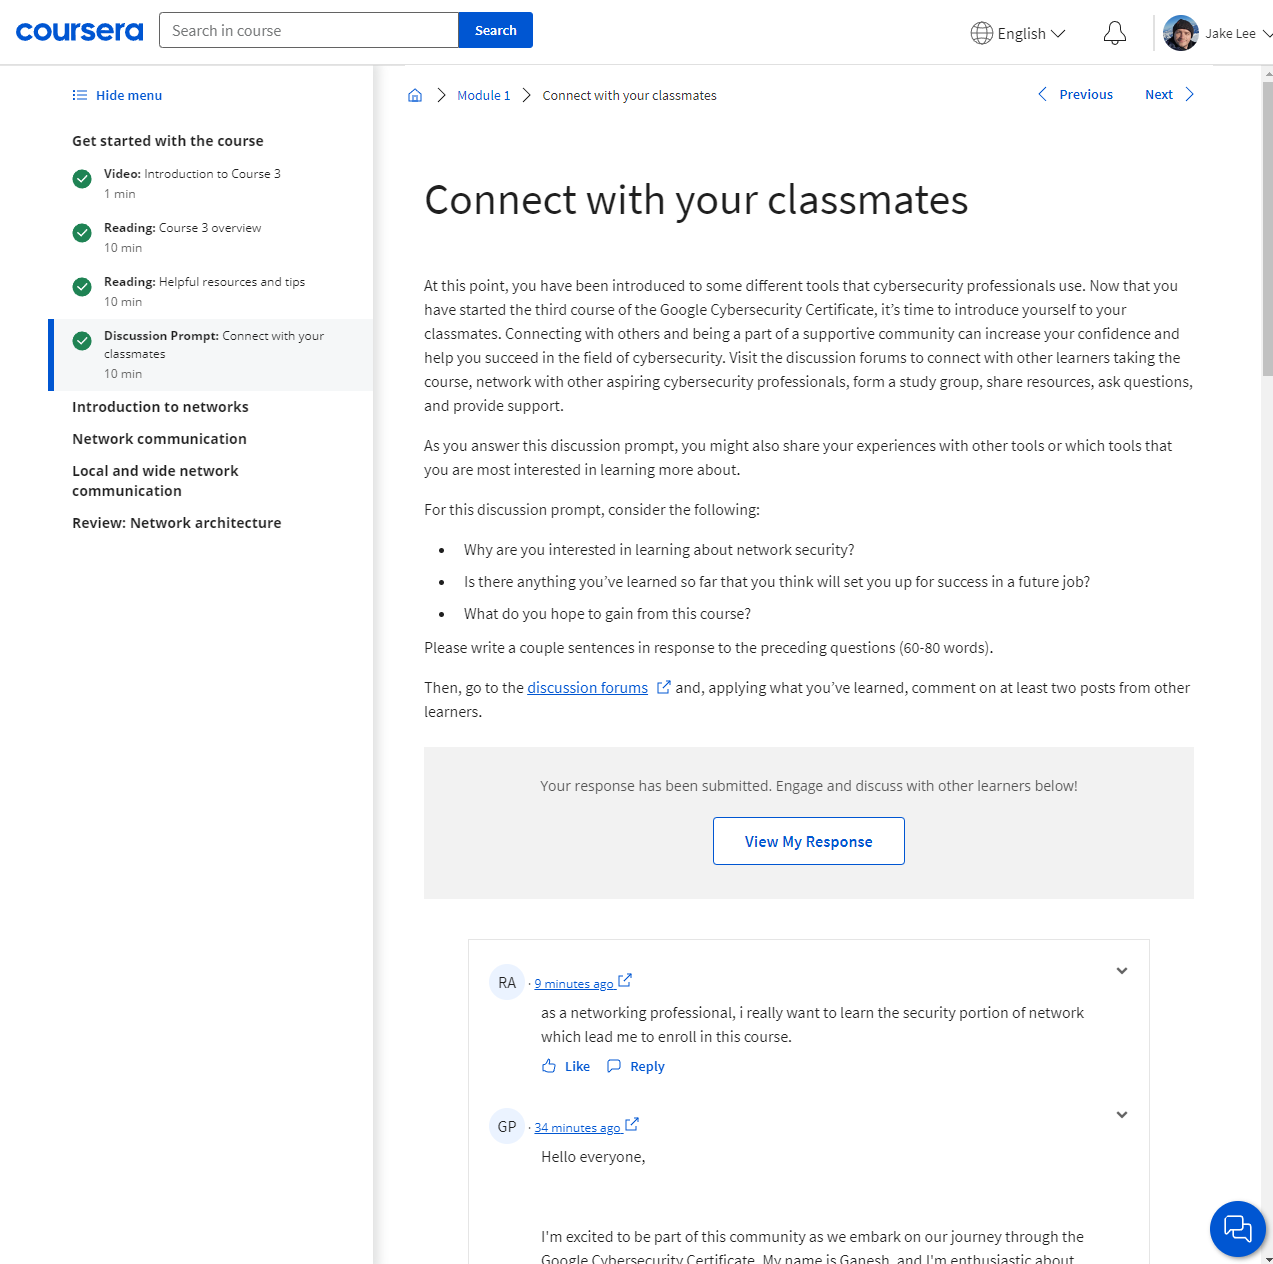 coursera
Search in course
Search
English
Jake Lee
Hide menu
Get started with the course
Video: Introduction to Course 3
1 min
Reading: Course 3 overview
10 min
Reading: Helpful resources and tips
10 min
Discussion Prompt: Connect with your
classmates
10 min
Introduction to networks
Network communication
Local and wide network
communication
Review: Network architecture
Module 1
Connect with your classmates
Previous
Next
Connect with your classmates
At this point, you have been introduced to some different tools that cybersecurity professionals use. Now that you
have started the third course of the Google Cybersecurity Certificate, it’s time to introduce yourself to your
classmates. Connecting with others and being a part of a supportive community can increase your confidence and
help you succeed in the field of cybersecurity. Visit the discussion forums to connect with other learners taking the
course, network with other aspiring cybersecurity professionals, form a study group, share resources, ask questions,
and provide support.
As you answer this discussion prompt, you might also share your experiences with other tools or which tools that
you are most interested in learning more about.
For this discussion prompt, consider the following:
• Why are you interested in learning about network security?
• Is there anything you’ve learned so far that you think will set you up for success in a future job?
• What do you hope to gain from this course?
Please write a couple sentences in response to the preceding questions (60-80 words).
Then, go to the discussion forums and, applying what you’ve learned, comment on at least two posts from other
learners.
Your response has been submitted. Engage and discuss with other learners below!
View My Response
RA · 9 minutes ago
as a networking professional, i really want to learn the security portion of network
which lead me to enroll in this course.
Like Reply
GP · 34 minutes ago
Hello everyone,
I'm excited to be part of this community as we embark on our journey through the
Google Cybersecurity Certificate. My name is Ganesh, and I'm enthusiastic about